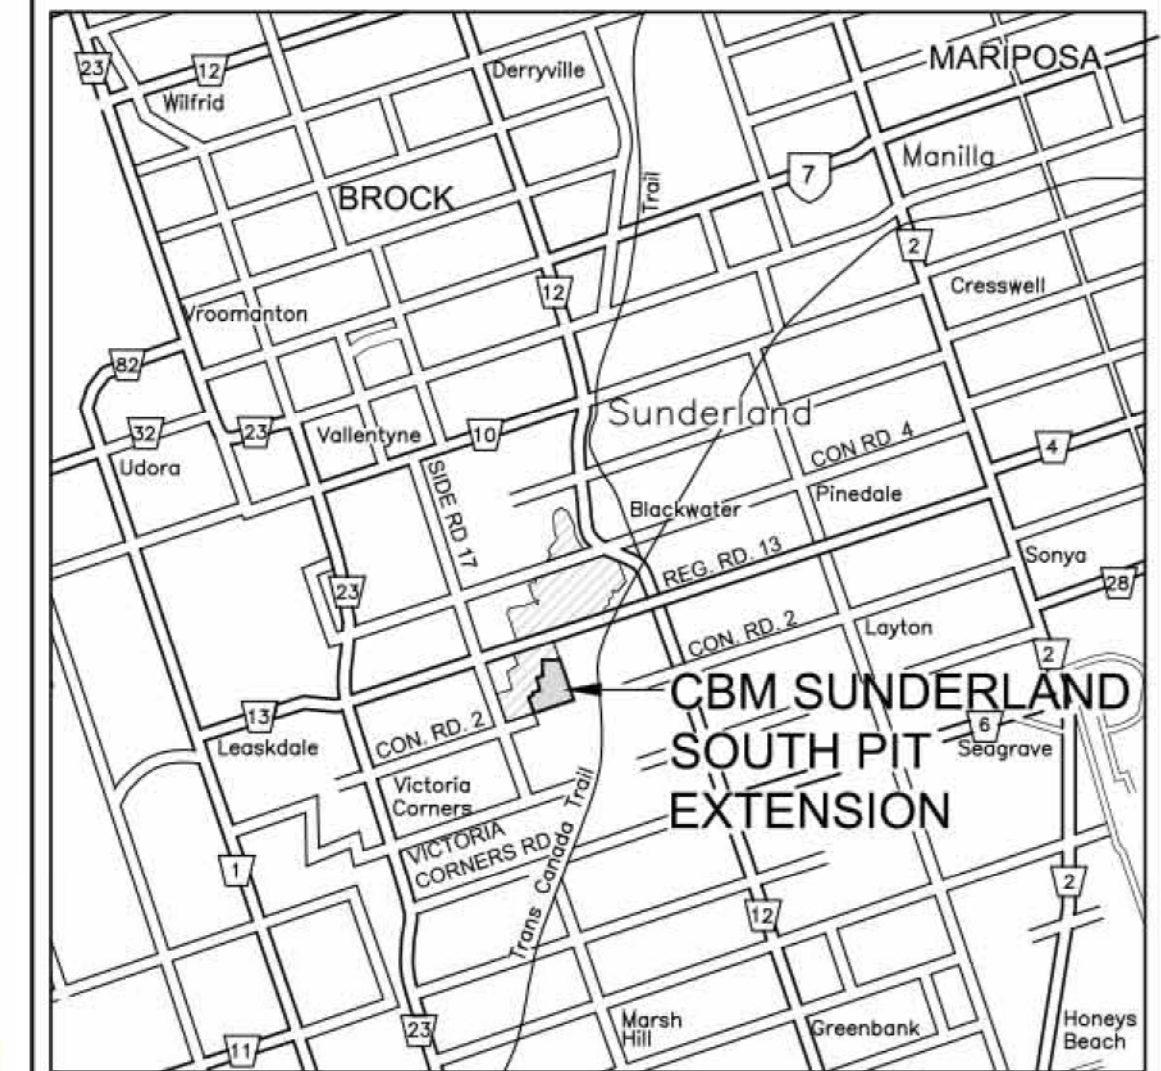 23
12
Wilfrid
Derryville
MARIPOSA
BROCK
Trail
7
Manilla
2
Cresswell
12
Vroomanton
82
32
23
Udora
Vallentyne
10
Sunderland
CON RD 4
4
SIDE RD 17
Blackwater
Pinedale
REG. RD. 13
Sonya
28
23
CON. RD. 2
Layton
2
CBM SUNDERLAND
SOUTH PIT
EXTENSION
6
Seagrave
13
Leaskdale
CON. RD. 2
Victoria
Corners
VICTORIA
CORNERS RD
Trans Canada Trail
1
2
12
23
11
Marsh
Hill
Greenbank
Honeys
Beach